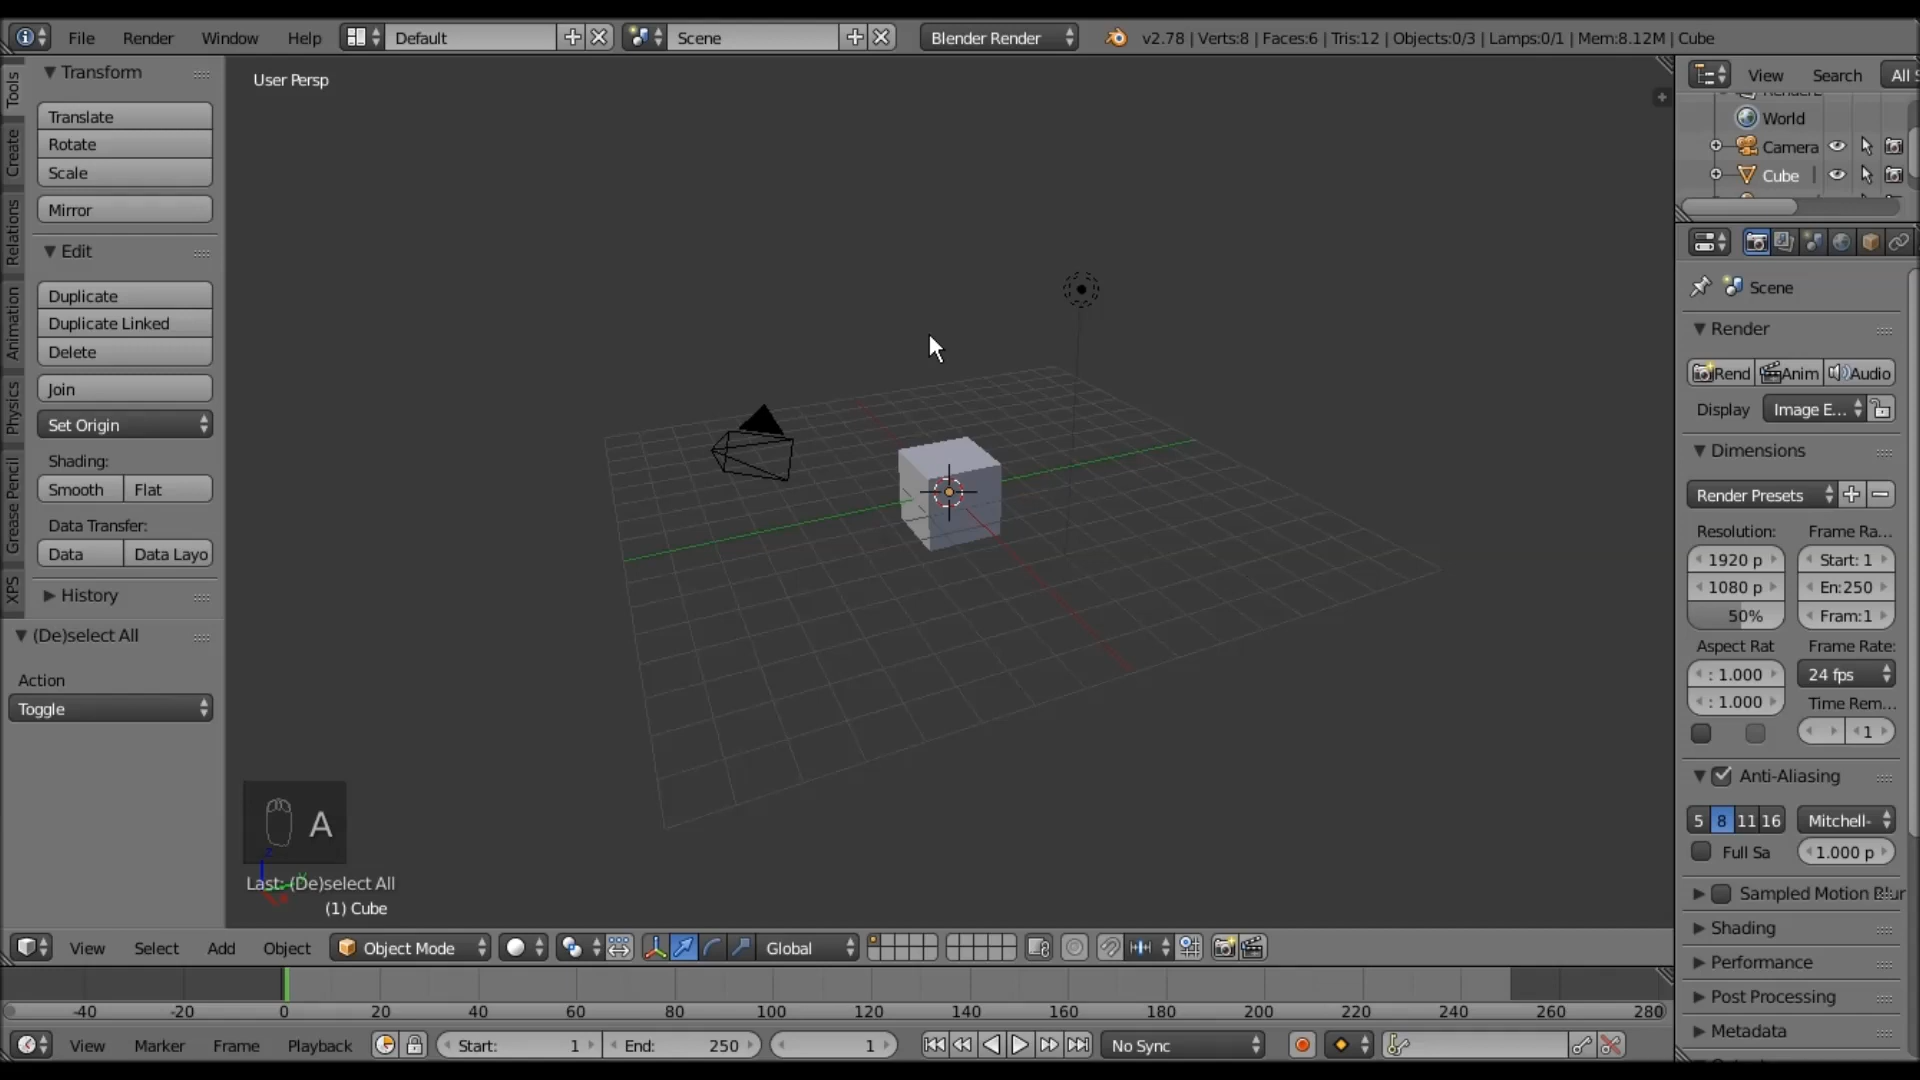 File Render Window Help Default Scene Blender Render v2.78 | Verts:8 | Faces:6 | Tris:12 | Objects:0/3 | Lamps:0/1 | Mem:8.12M | Cube
Tools
Create
Relations
Animation
Physics
Grease Pencil
XPS
Transform
Translate
Rotate
Scale
Mirror
Edit
Duplicate
Duplicate Linked
Delete
Join
Set Origin
Shading:
Smooth Flat
Data Transfer:
Data Data Layo
History
(De)select All
Action
Toggle
User Persp
A
Last: (De)select All
(1) Cube
View Search All
World
Camera
Cube
Scene
Render
Rend Anim Audio
Display Image E...
Dimensions
Render Presets
Resolution: Frame Ra...
1920 p Start: 1
1080 p En:250
50% Fram:1
Aspect Rat Frame Rate:
: 1.000 24 fps
: 1.000 Time Rem...
1
Anti-Aliasing
5 8 11 16 Mitchell-
Full Sa 1.000 p
Sampled Motion Blur
Shading
Performance
Post Processing
Metadata
View Select Add Object Object Mode Global
-40 -20 0 20 40 60 80 100 120 140 160 180 200 220 240 260 280
View Marker Frame Playback Start: 1 End: 250 1 No Sync